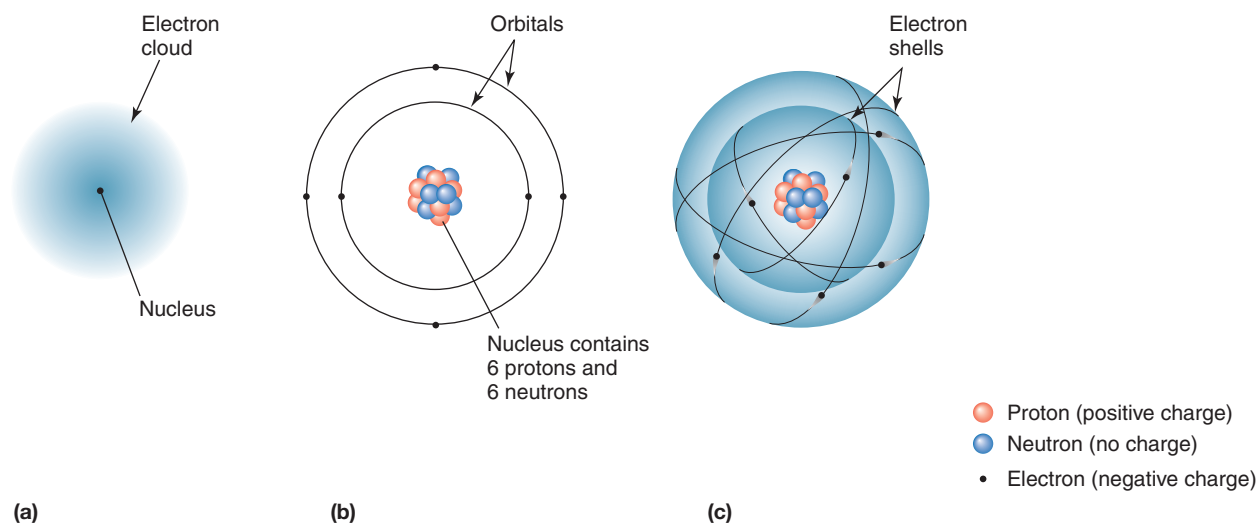 Electron
cloud
Nucleus
Orbitals
Nucleus contains
6 protons and
6 neutrons
Electron
shells
Proton (positive charge)
Neutron (no charge)
Electron (negative charge)
(a)
(b)
(c)